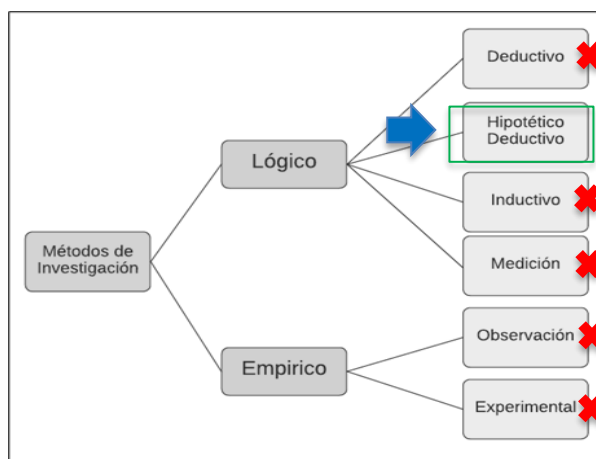 Deductivo
Hipotético
Deductivo
Lógico
Inductivo
Métodos de
Investigación
Medición
Observación
Empirico
Experimental